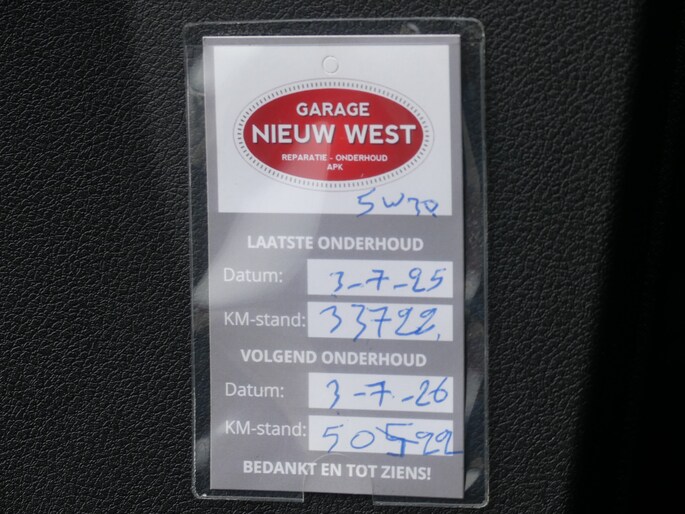 GARAGE
NIEUW WEST
REPARATIE - ONDERHOUD
APK
5W30
LAATSTE ONDERHOUD
Datum: 3-7-25
KM-stand: 33722
VOLGEND ONDERHOUD
Datum: 3-7-26
KM-stand: 50522
BEDANKT EN TOT ZIENS!